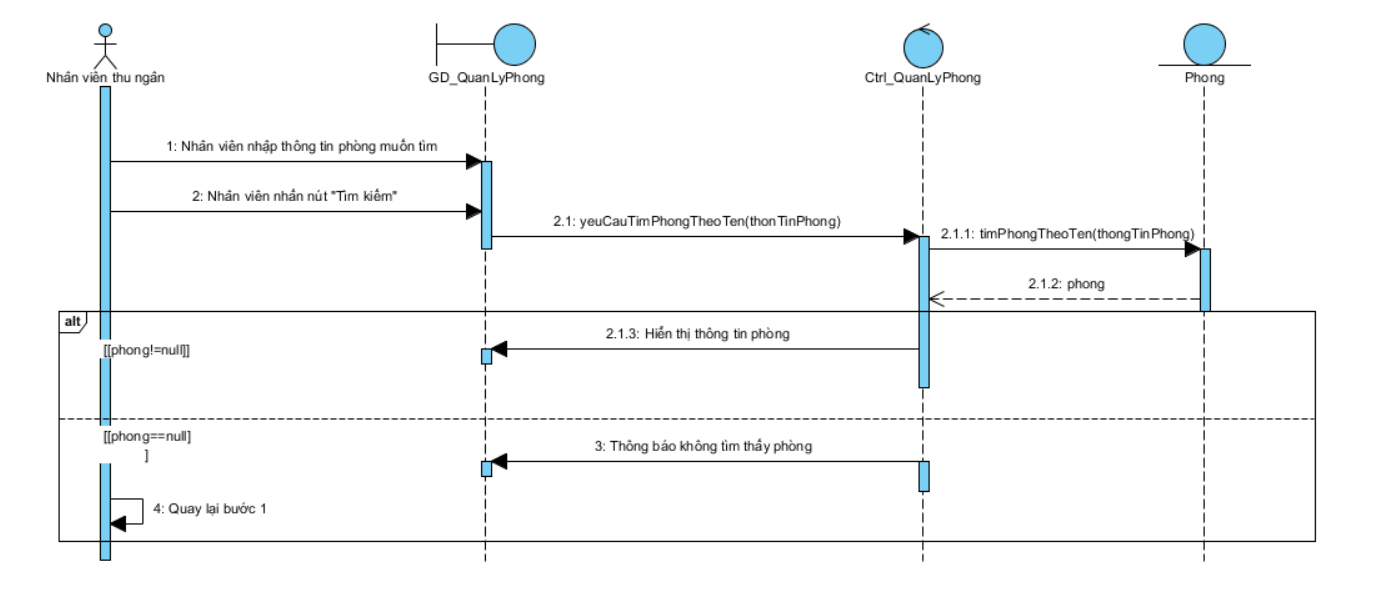 Nhân viên thu ngân
GD_QuanLyPhong
Ctrl_QuanLyPhong
Phong
1: Nhân viên nhập thông tin phòng muốn tìm
2: Nhân viên nhấn nút "Tìm kiếm"
2.1: yeuCauTimPhongTheoTen(thonTinPhong)
2.1.1: timPhongTheoTen(thongTinPhong)
2.1.2: phong
alt
2.1.3: Hiển thị thông tin phòng
[[phong!=null]]
[[phong==null]
]
3: Thông báo không tìm thấy phòng
4: Quay lại bước 1